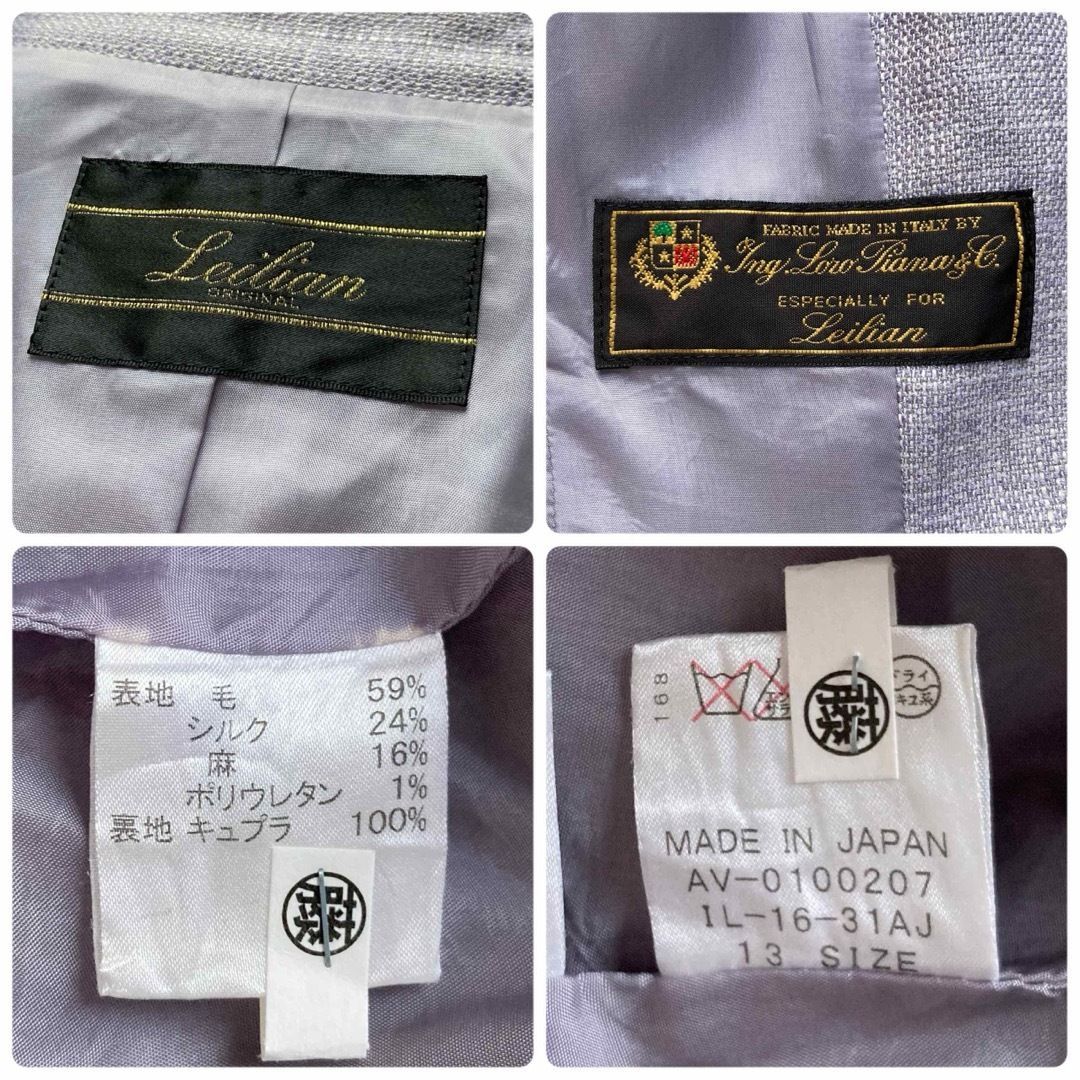 Leilian
ORIGINAL
FABRIC MADE IN ITALY BY
Ing. Loro Piana & C.
ESPECIALLY FOR
Leilian
表地 毛 59%
シルク 24%
麻 16%
ポリウレタン 1%
裏地 キュプラ 100%
藤
168
ドライ
藤
MADE IN JAPAN
AV-0100207
IL-16-31AJ
13 SIZE